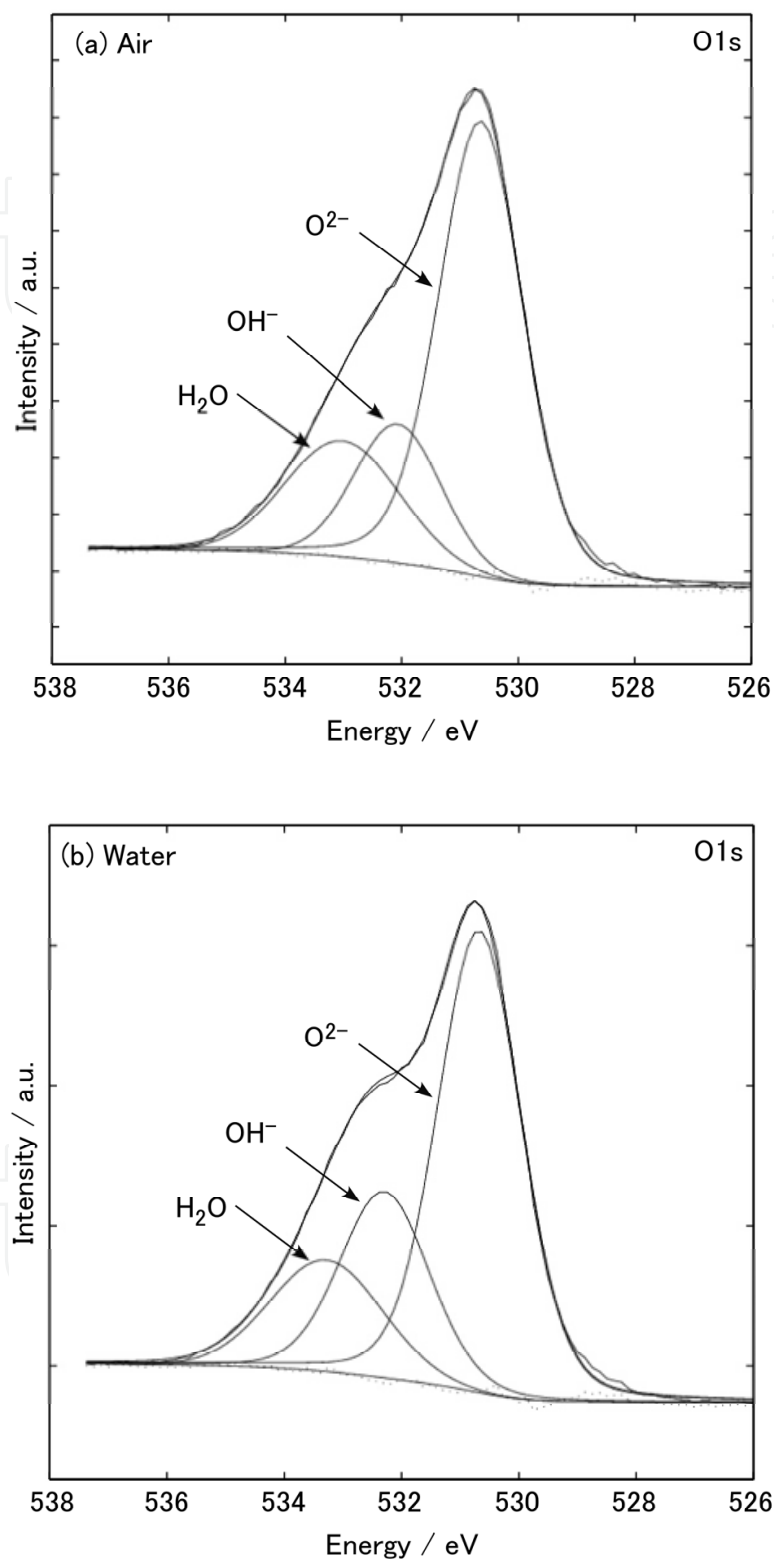 (a) Air
O1s
O²⁻
OH⁻
H₂O
Intensity / a.u.
538 536 534 532 530 528 526
Energy / eV
(b) Water
O1s
O²⁻
OH⁻
H₂O
Intensity / a.u.
538 536 534 532 530 528 526
Energy / eV